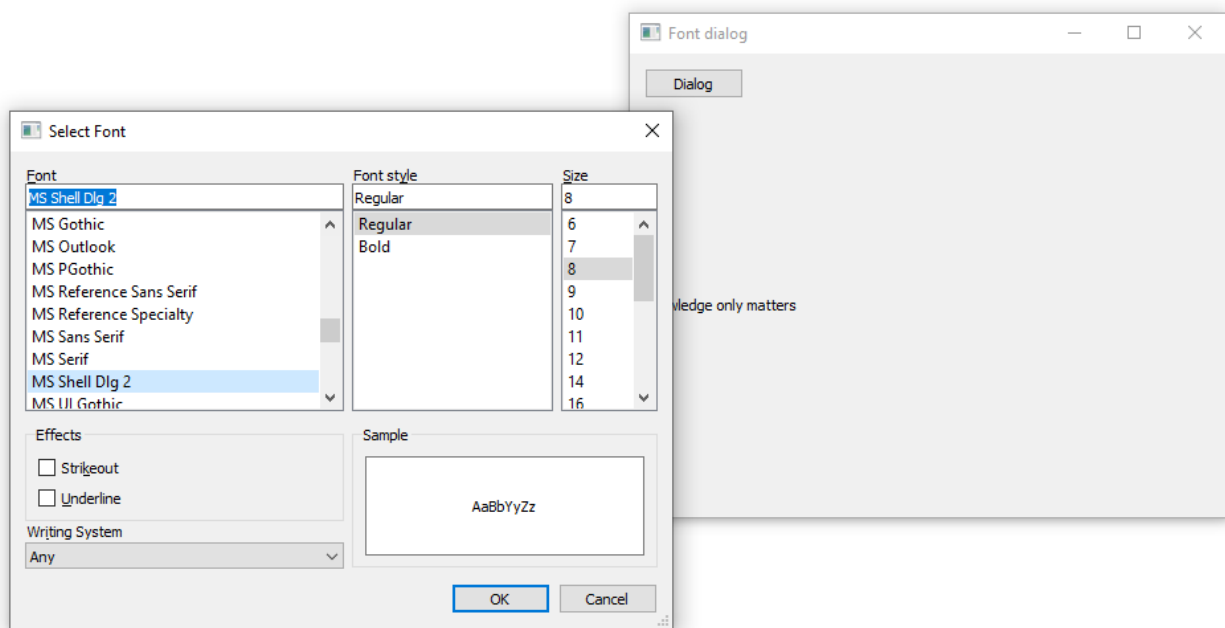 Font dialog
Dialog
Select Font
Font
Font style
Size
MS Shell Dlg 2
Regular
8
MS Gothic
MS Outlook
MS PGothic
MS Reference Sans Serif
MS Reference Specialty
MS Sans Serif
MS Serif
MS Shell Dlg 2
MS UI Gothic
Regular
Bold
6
7
8
9
10
11
12
14
16
only matters
Effects
Strikeout
Underline
Sample
AaBbYyZz
Writing System
Any
OK
Cancel